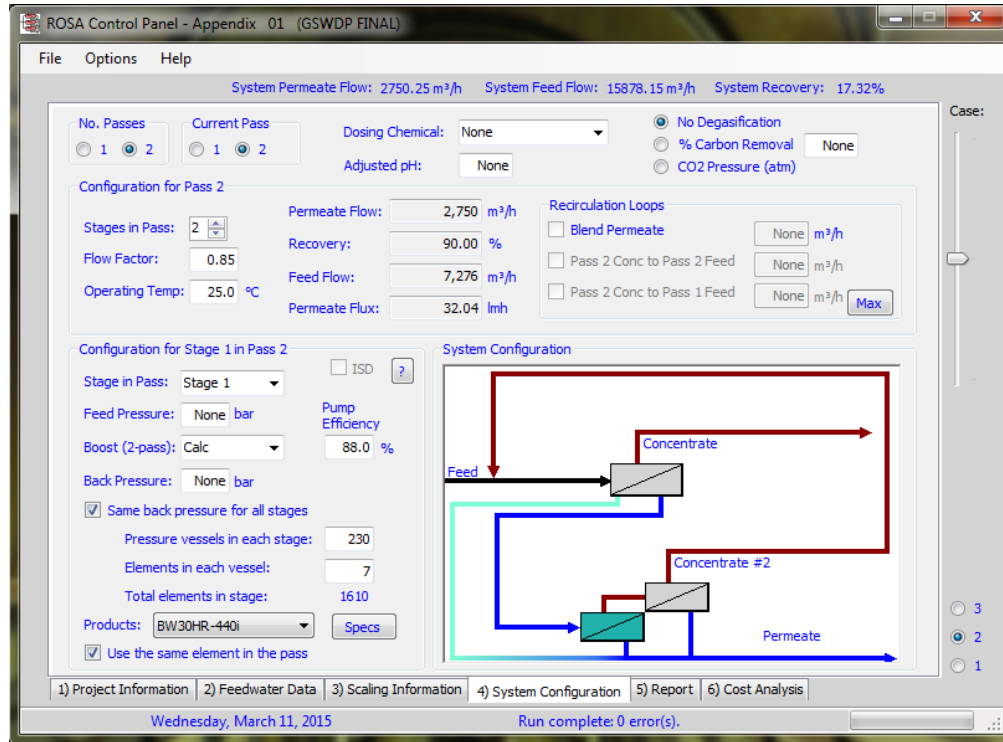 ROSA Control Panel - Appendix 01 (GSWDP FINAL)
File Options Help
System Permeate Flow: 2750.25 m³/h System Feed Flow: 15878.15 m³/h System Recovery: 17.32%
No. Passes
1 2
Current Pass
1 2
Dosing Chemical: None
Adjusted pH: None
No Degasification
% Carbon Removal None
CO2 Pressure (atm)
Case:
Configuration for Pass 2
Stages in Pass: 2
Flow Factor: 0.85
Operating Temp: 25.0 ºC
Permeate Flow: 2,750 m³/h
Recovery: 90.00 %
Feed Flow: 7,276 m³/h
Permeate Flux: 32.04 lmh
Recirculation Loops
Blend Permeate None m³/h
Pass 2 Conc to Pass 2 Feed None m³/h
Pass 2 Conc to Pass 1 Feed None m³/h Max
Configuration for Stage 1 in Pass 2
ISD ?
Stage in Pass: Stage 1
Feed Pressure: None bar
Pump
Efficiency
Boost (2-pass): Calc 88.0 %
Back Pressure: None bar
Same back pressure for all stages
Pressure vessels in each stage: 230
Elements in each vessel: 7
Total elements in stage: 1610
Products: BW30HR-440i Specs
Use the same element in the pass
System Configuration
Concentrate
Feed
Concentrate #2
Permeate
3
2
1
1) Project Information 2) Feedwater Data 3) Scaling Information 4) System Configuration 5) Report 6) Cost Analysis
Wednesday, March 11, 2015 Run complete: 0 error(s).